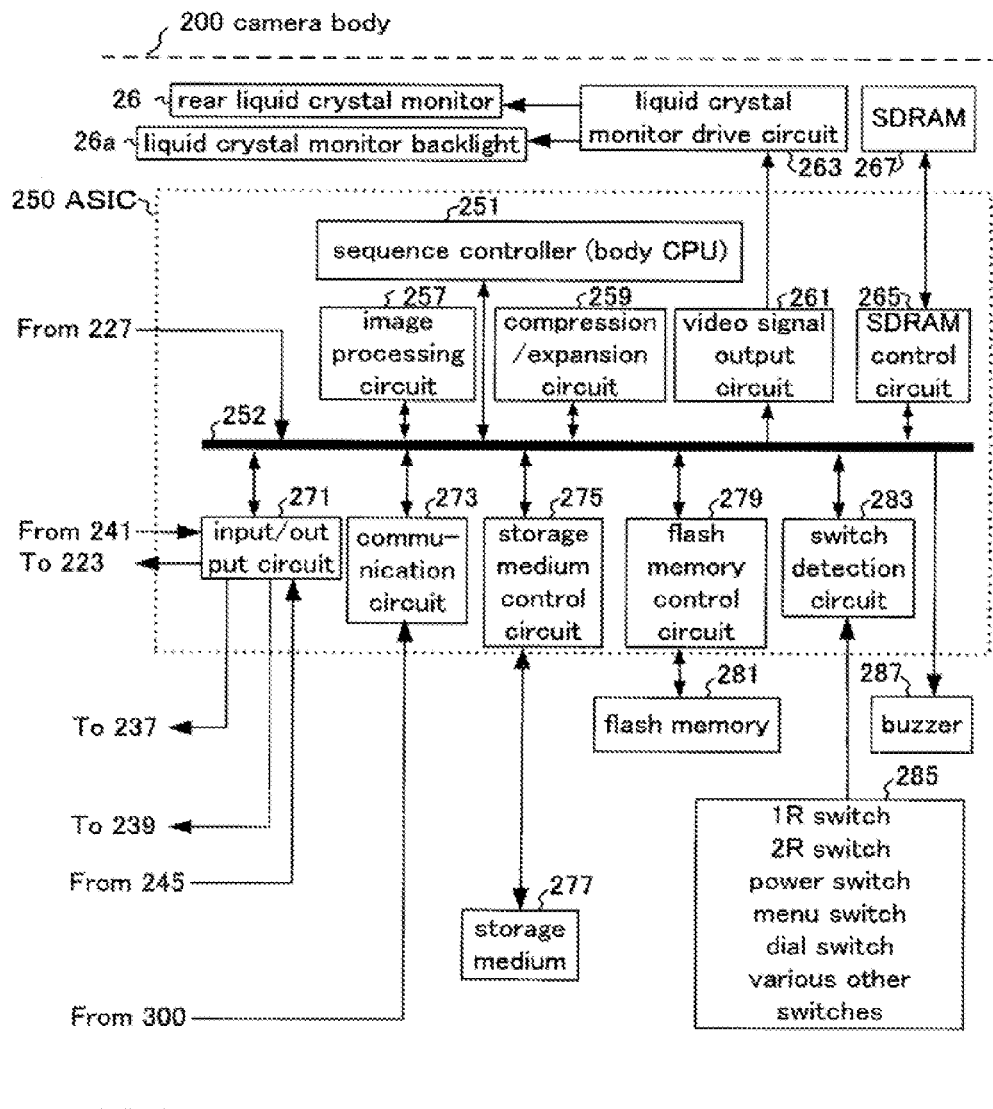 200 camera body
26
rear liquid crystal monitor
26a
liquid crystal monitor backlight
liquid crystal
monitor drive circuit
263
SDRAM
267
250 ASIC
251
sequence controller (body CPU)
257
image
processing
circuit
259
compression
/expansion
circuit
261
video signal
output
circuit
265
SDRAM
control
circuit
From 227
252
From 241
To 223
271
input/out
put circuit
273
commu-
nication
circuit
275
storage
medium
control
circuit
279
flash
memory
control
circuit
283
switch
detection
circuit
281
flash memory
287
buzzer
To 237
To 239
From 245
From 300
277
storage
medium
285
1R switch
2R switch
power switch
menu switch
dial switch
various other
switches